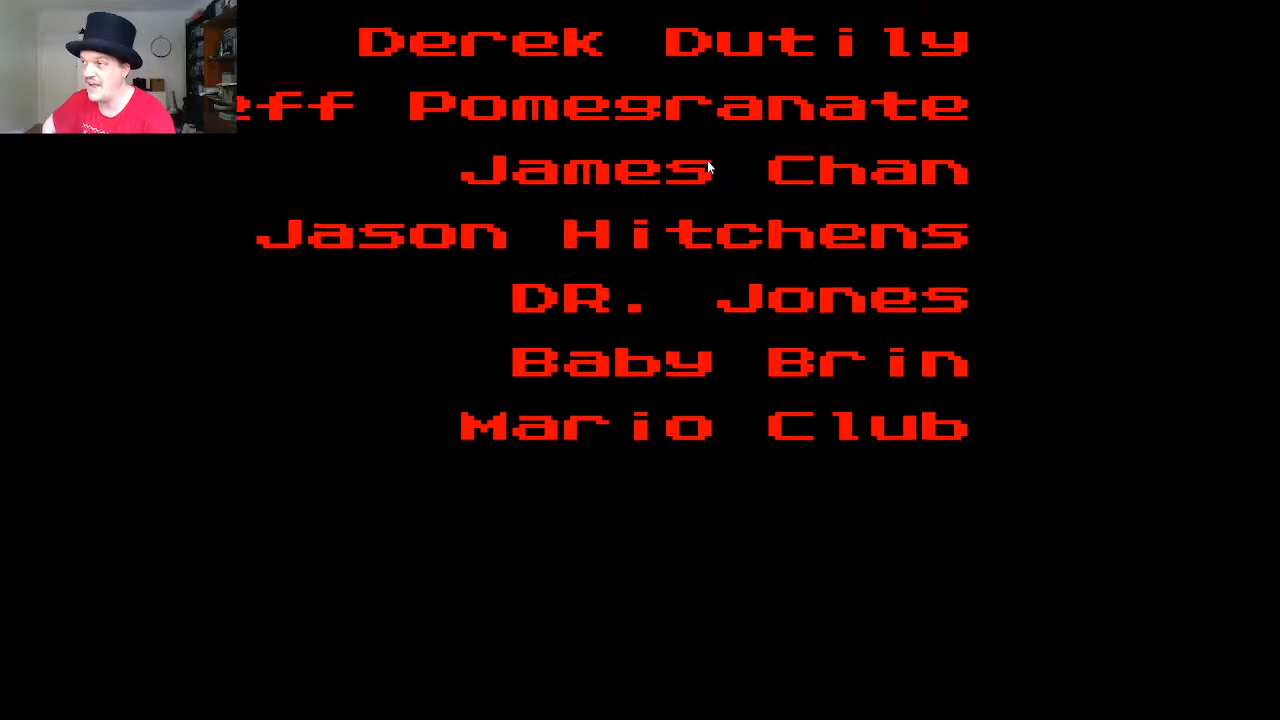 Derek Dutily
Pomegranate
James Chan
Jason Hitchens
DR. Jones
Baby Brin
Mario Club